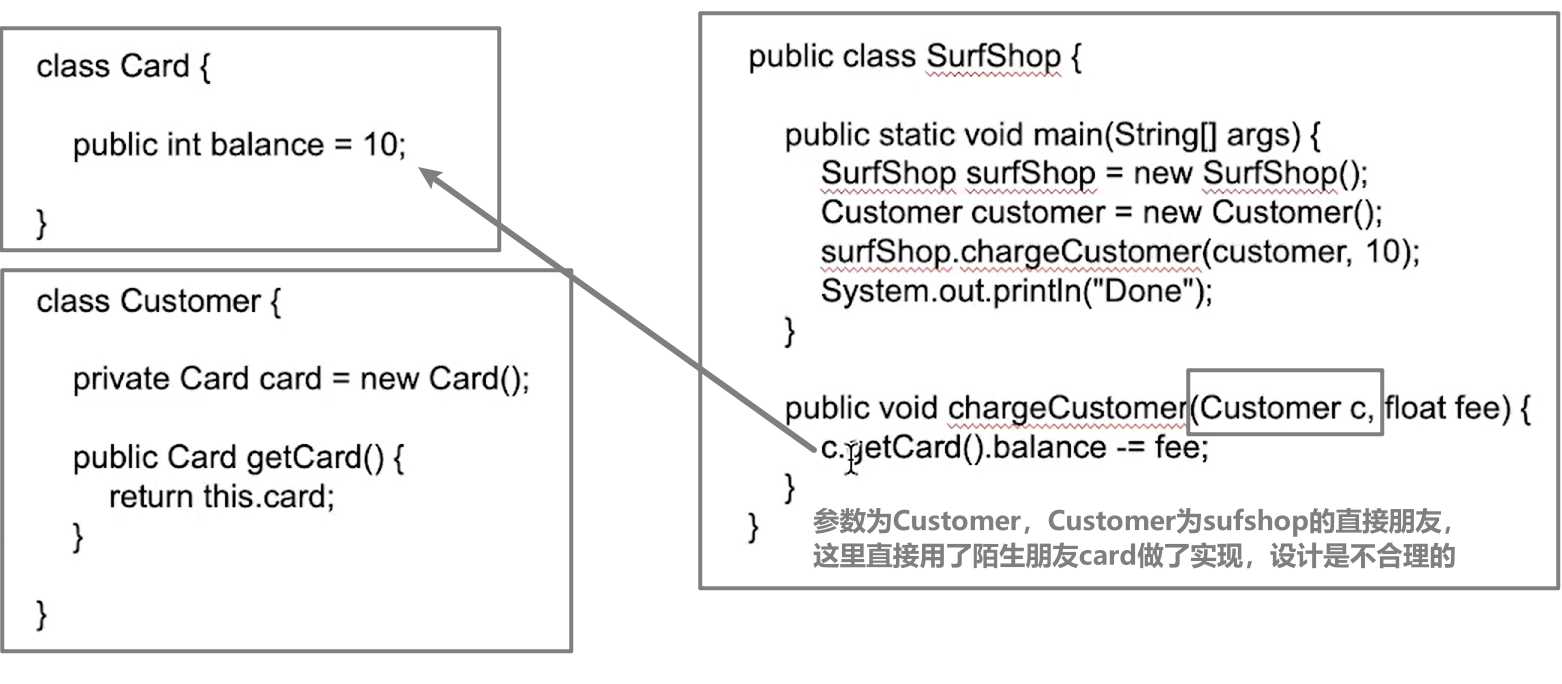 class Card {
public int balance = 10;
}
class Customer {
private Card card = new Card();
public Card getCard() {
return this.card;
}
}
public class SurfShop {
public static void main(String[] args) {
SurfShop surfShop = new SurfShop();
Customer customer = new Customer();
surfShop.chargeCustomer(customer, 10);
System.out.println("Done");
}
public void chargeCustomer(Customer c, float fee) {
c.getCard().balance -= fee;
}
}
参数为Customer，Customer为sufshop的直接朋友，
这里直接用了陌生朋友card做了实现，设计是不合理的